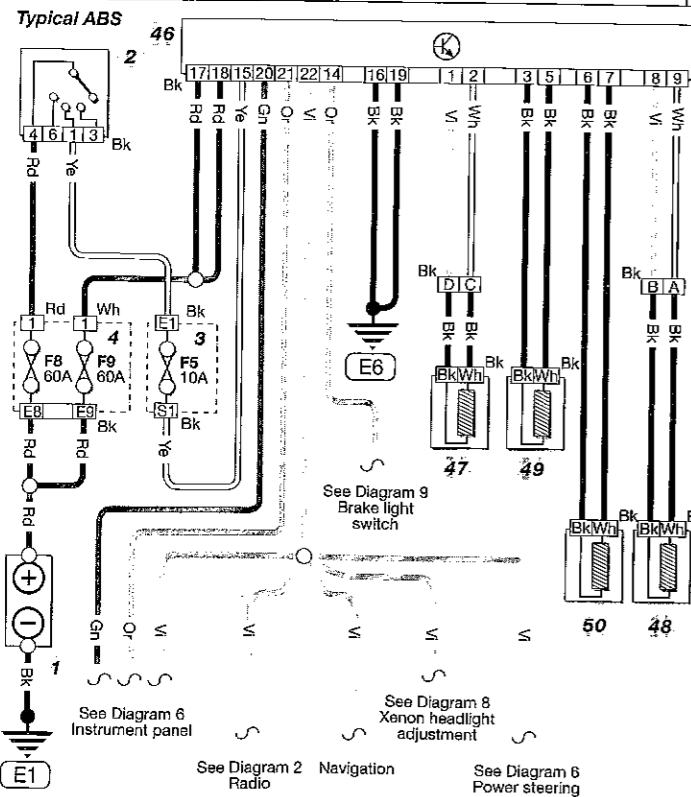 Typical ABS
46
2
17 18 15 20 21 22 14 16 19 1 2 3 5 6 7 8 9
Bk
4 6 1 3 Bk
Rd Rd Ye Gn Or Vi Or Bk Bk Vi Wh Bk Bk Bk Bk Vi Wh
Rd Ye
Bk D C
Bk B A
Rd Wh Bk
1 1 4 E1 3
Bk Bk Bk Bk
F8 60A F9 60A F5 10A
E6
Bk Wh Bk Bk Wh Bk
E8 E9 Bk S1 Bk
47 49
Rd Rd Ye
See Diagram 9
Brake light
switch
Rd
Bk Wh Bk Bk Wh B
+
−
50 48
Gn Or Vi Vi Vi Vi Vi
Bk 1
See Diagram 6
Instrument panel
See Diagram 8
Xenon headlight
adjustment
E1
See Diagram 2
Radio
Navigation
See Diagram 6
Power steering